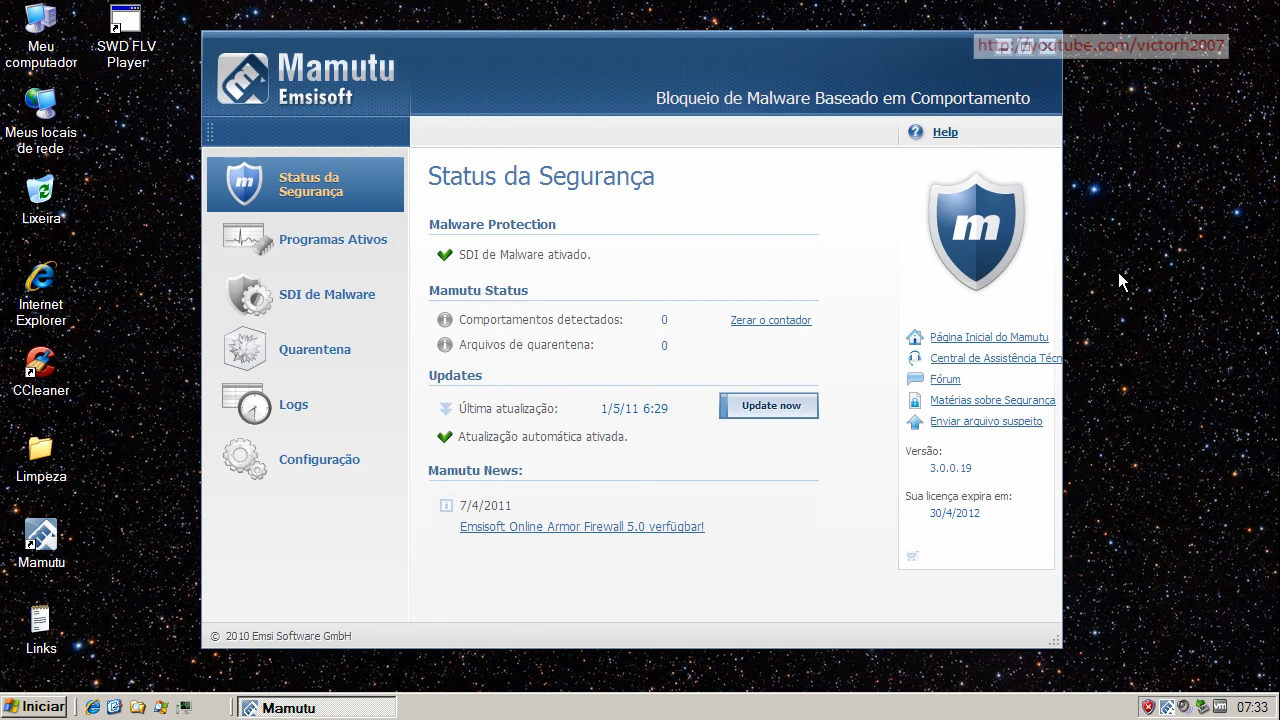 Meu
computador
SWD FLV
Player
Meus locais
de rede
Lixeira
Internet
Explorer
CCleaner
Limpeza
Mamutu
Links
Mamutu
Emsisoft
http://youtube.com/victorh2007
Bloqueio de Malware Baseado em Comportamento
Help
Status da
Segurança
Programas Ativos
SDI de Malware
Quarentena
Logs
Configuração
Status da Segurança
Malware Protection
SDI de Malware ativado.
Mamutu Status
Comportamentos detectados: 0 Zerar o contador
Arquivos de quarentena: 0
Updates
Última atualização: 1/5/11 6:29 Update now
Atualização automática ativada.
Mamutu News:
7/4/2011
Emsisoft Online Armor Firewall 5.0 verfügbar!
m
m
Página Inicial do Mamutu
Central de Assistência Técn
Fórum
Matérias sobre Segurança
Enviar arquivo suspeito
Versão:
3.0.0.19
Sua licença expira em:
30/4/2012
© 2010 Emsi Software GmbH
Iniciar
Mamutu
vm
07:33